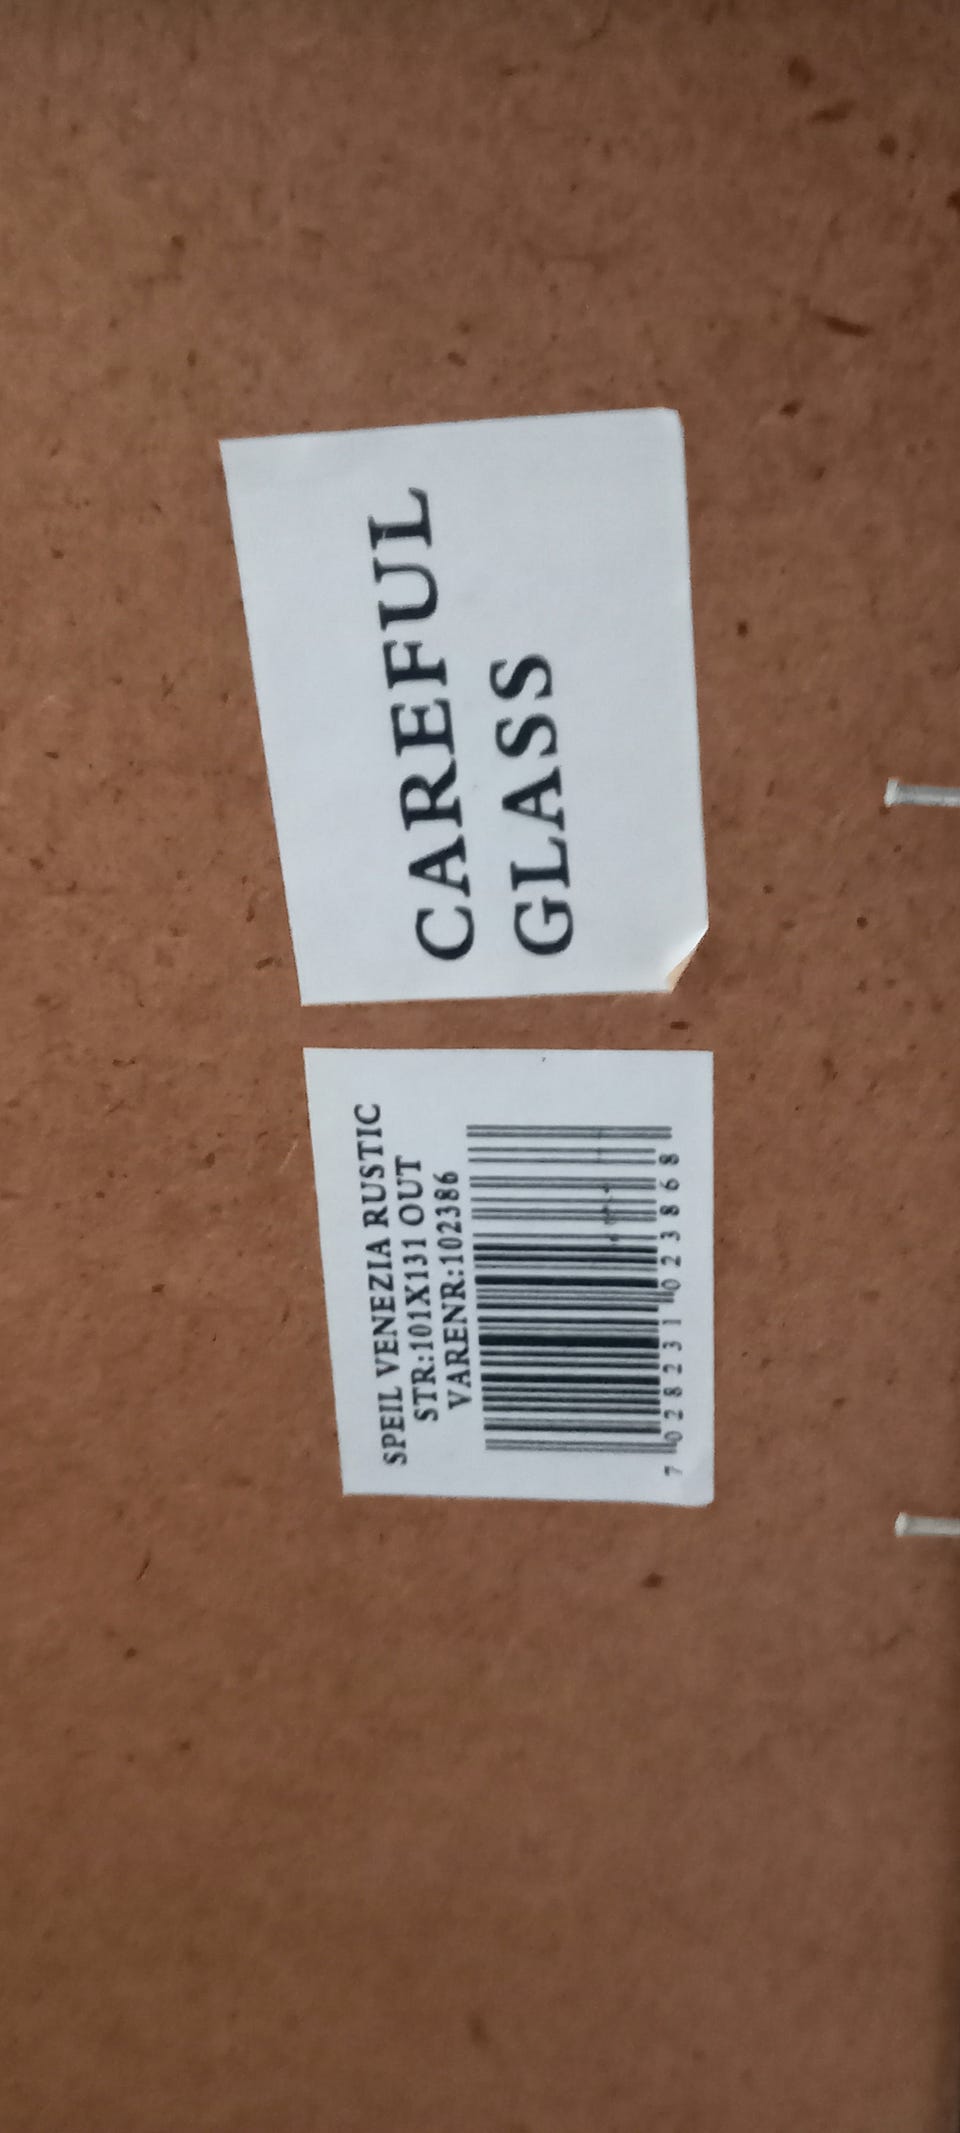 CAREFUL
GLASS
SPEIL VENEZIA RUSTIC
STR:101X131 OUT
VARENR:102386
7 028231 023868